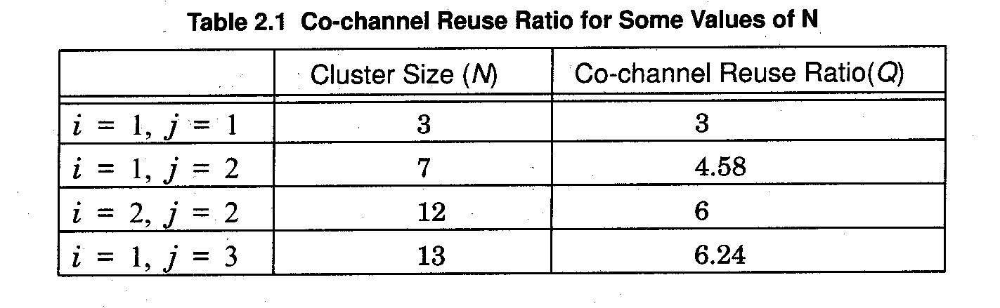 Table 2.1 Co-channel Reuse Ratio for Some Values of N
Cluster Size (N) Co-channel Reuse Ratio(Q)
i = 1, j = 1 3 3
i = 1, j = 2 7 4.58
i = 2, j = 2 12 6
i = 1, j = 3 13 6.24